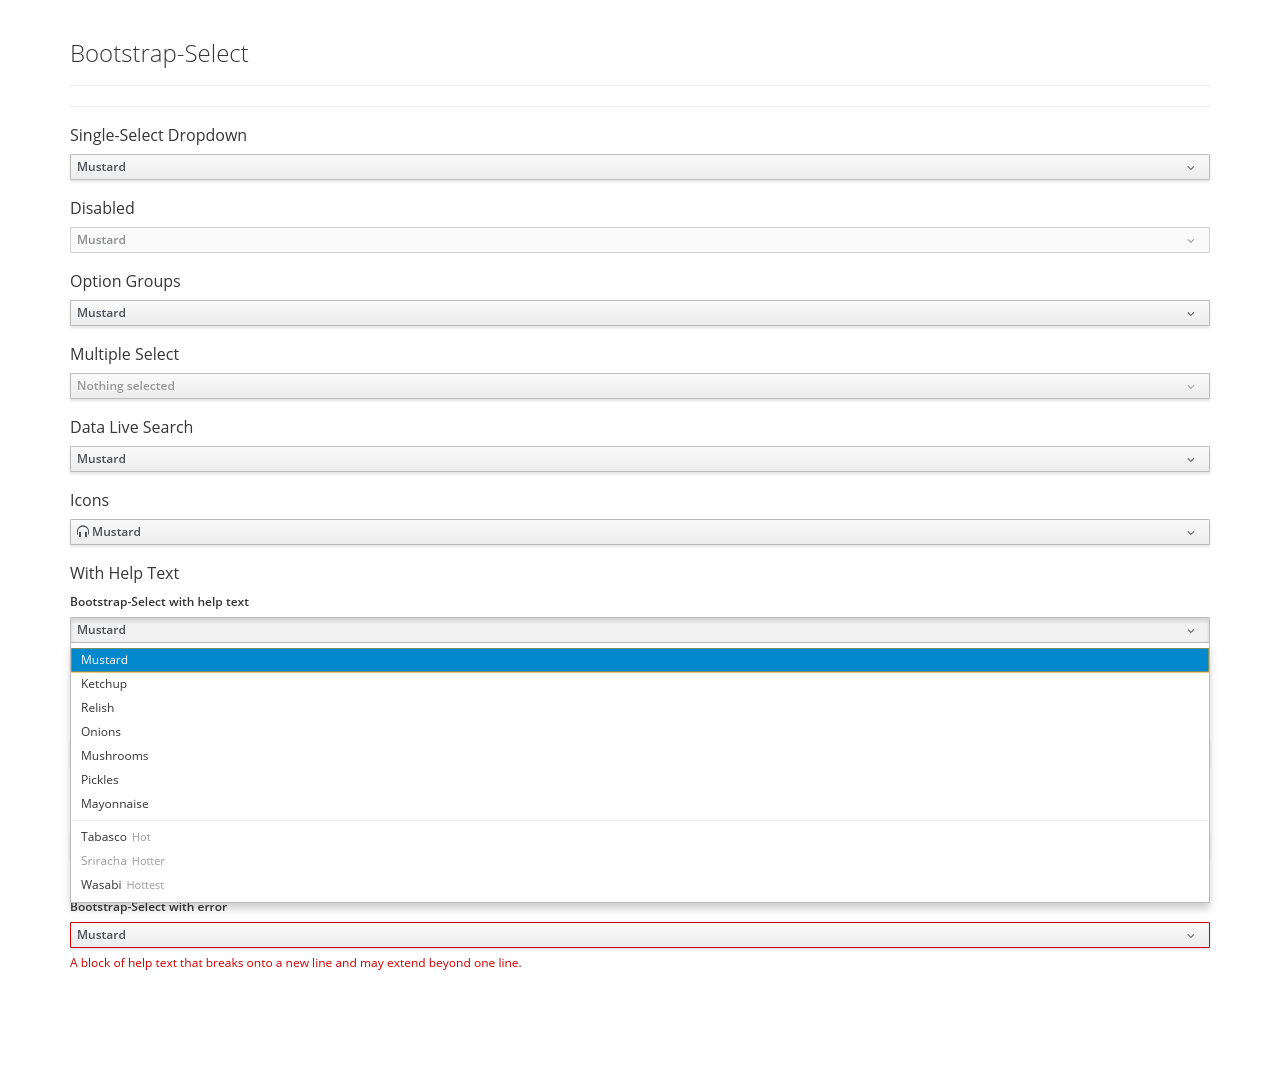 Bootstrap-Select
Single-Select Dropdown
Mustard
Disabled
Mustard
Option Groups
Mustard
Multiple Select
Nothing selected
Data Live Search
Mustard
Icons
Mustard
With Help Text
Bootstrap-Select with help text
Mustard
Mustard
Ketchup
Relish
Onions
Mushrooms
Pickles
Mayonnaise
Tabasco Hot
Sriracha Hotter
Wasabi Hottest
Bootstrap-Select with error
Mustard
A block of help text that breaks onto a new line and may extend beyond one line.